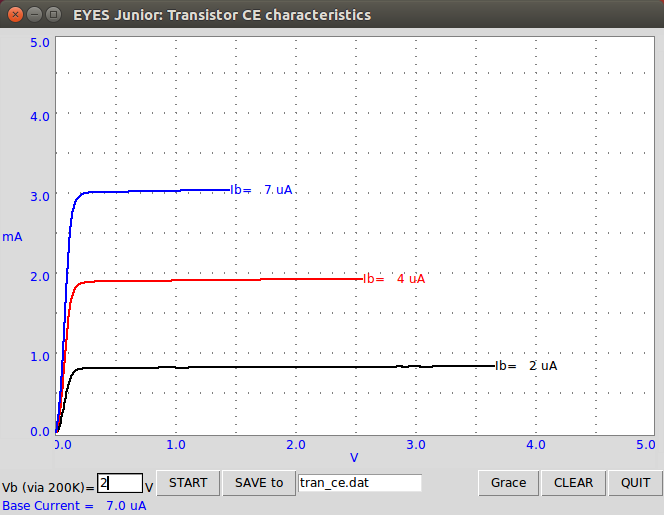 EYES Junior: Transistor CE characteristics
5.0
4.0
3.0
Ib= 7 uA
mA
2.0
Ib= 4 uA
1.0
Ib= 2 uA
0.0
0.0 1.0 2.0 3.0 4.0 5.0
V
Vb (via 200K)= 2 V START SAVE to tran_ce.dat Grace CLEAR QUIT
Base Current = 7.0 uA